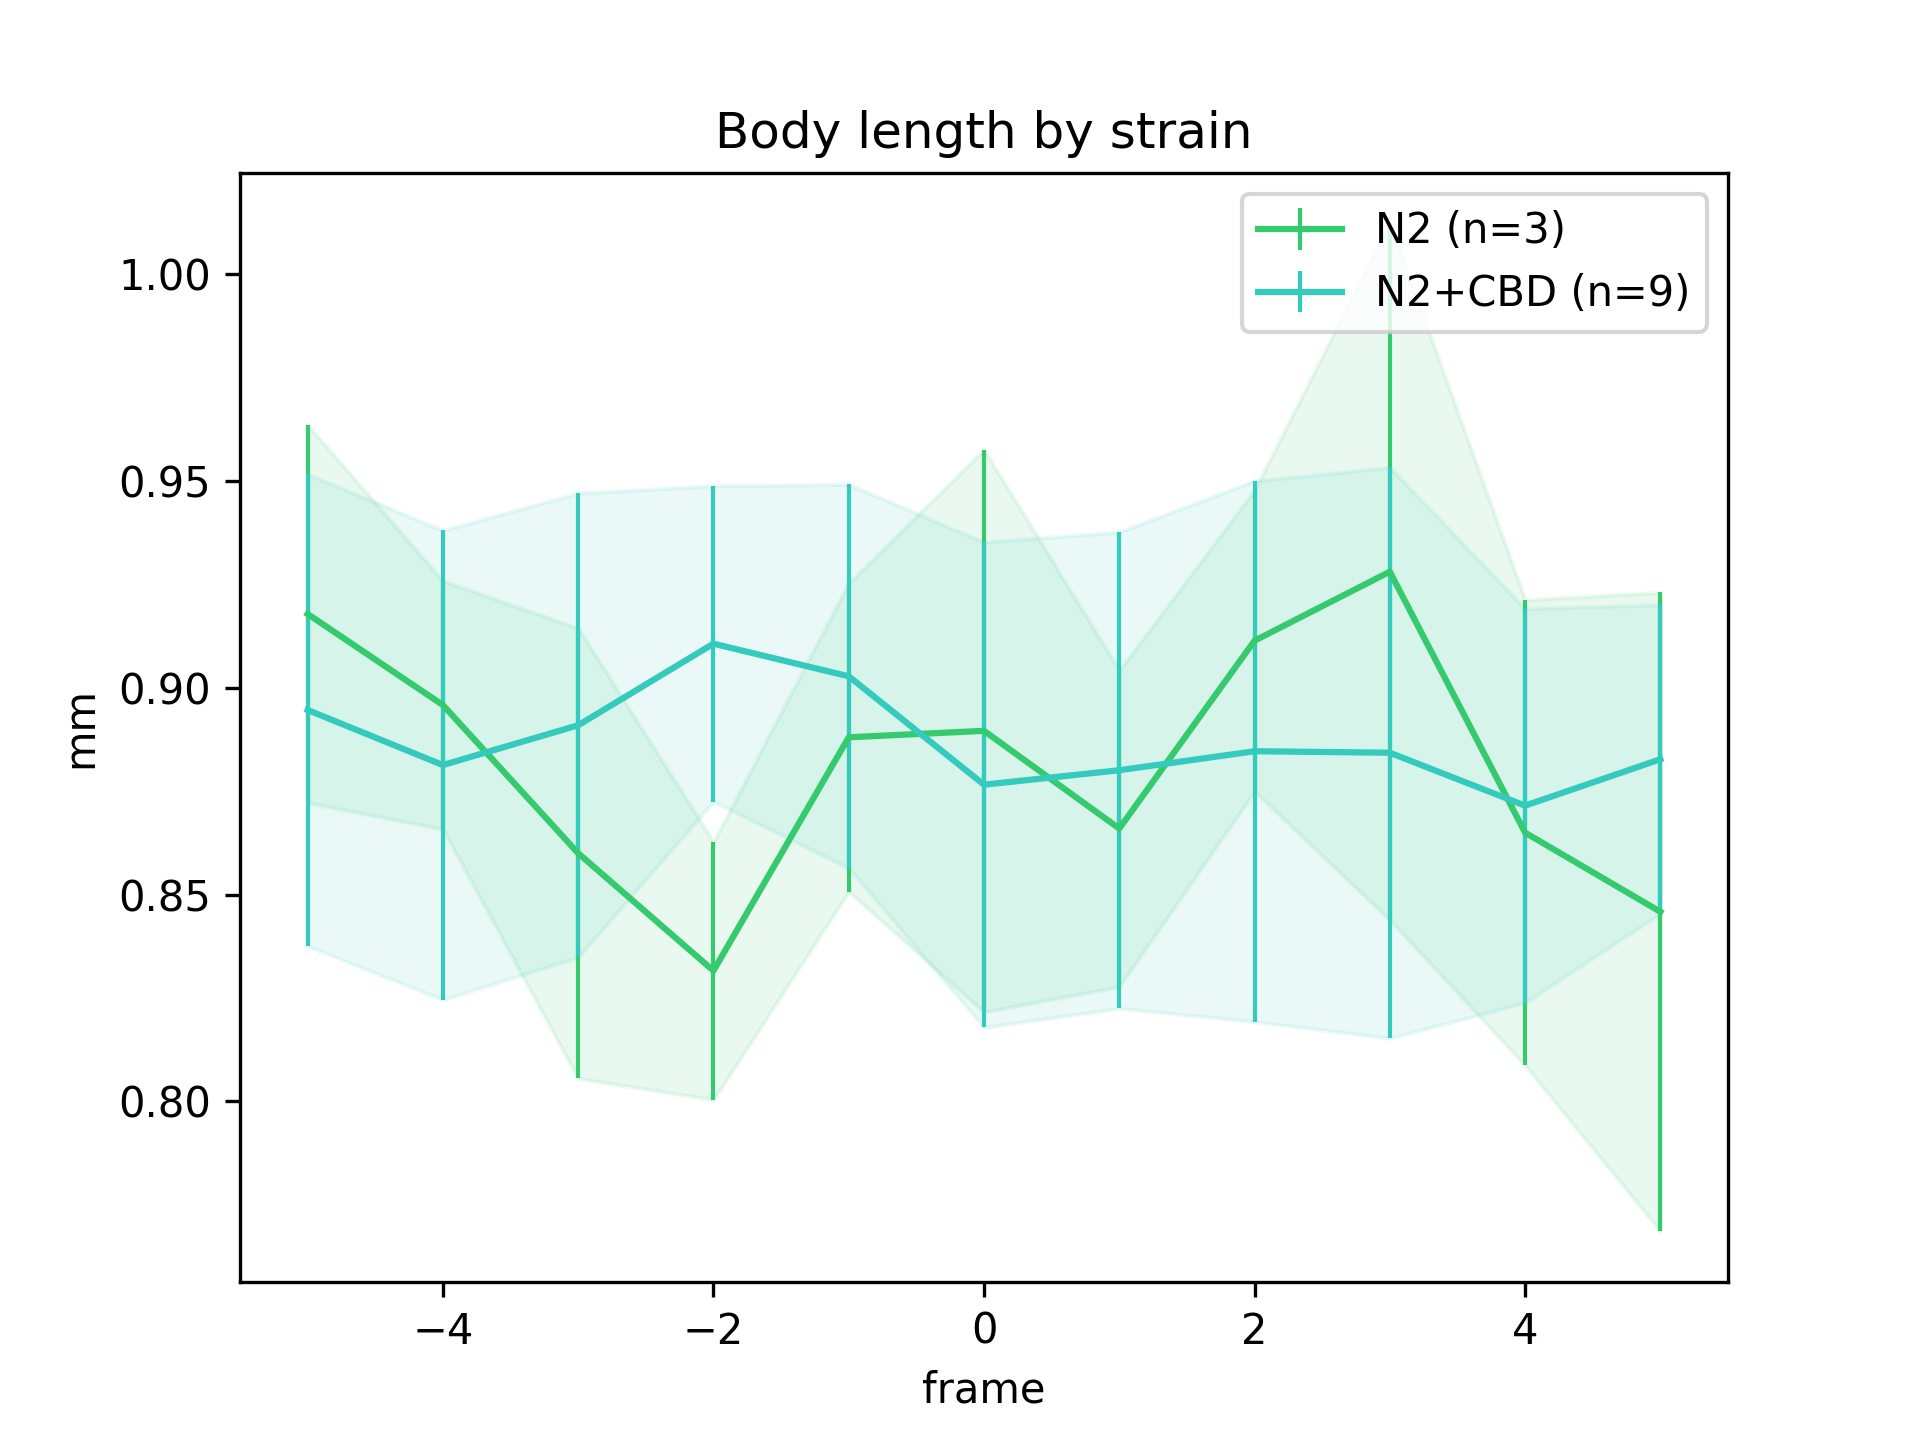 Body length by strain
N2 (n=3)
N2+CBD (n=9)
1.00
0.95
0.90
0.85
0.80
mm
−4
−2
0
2
4
frame